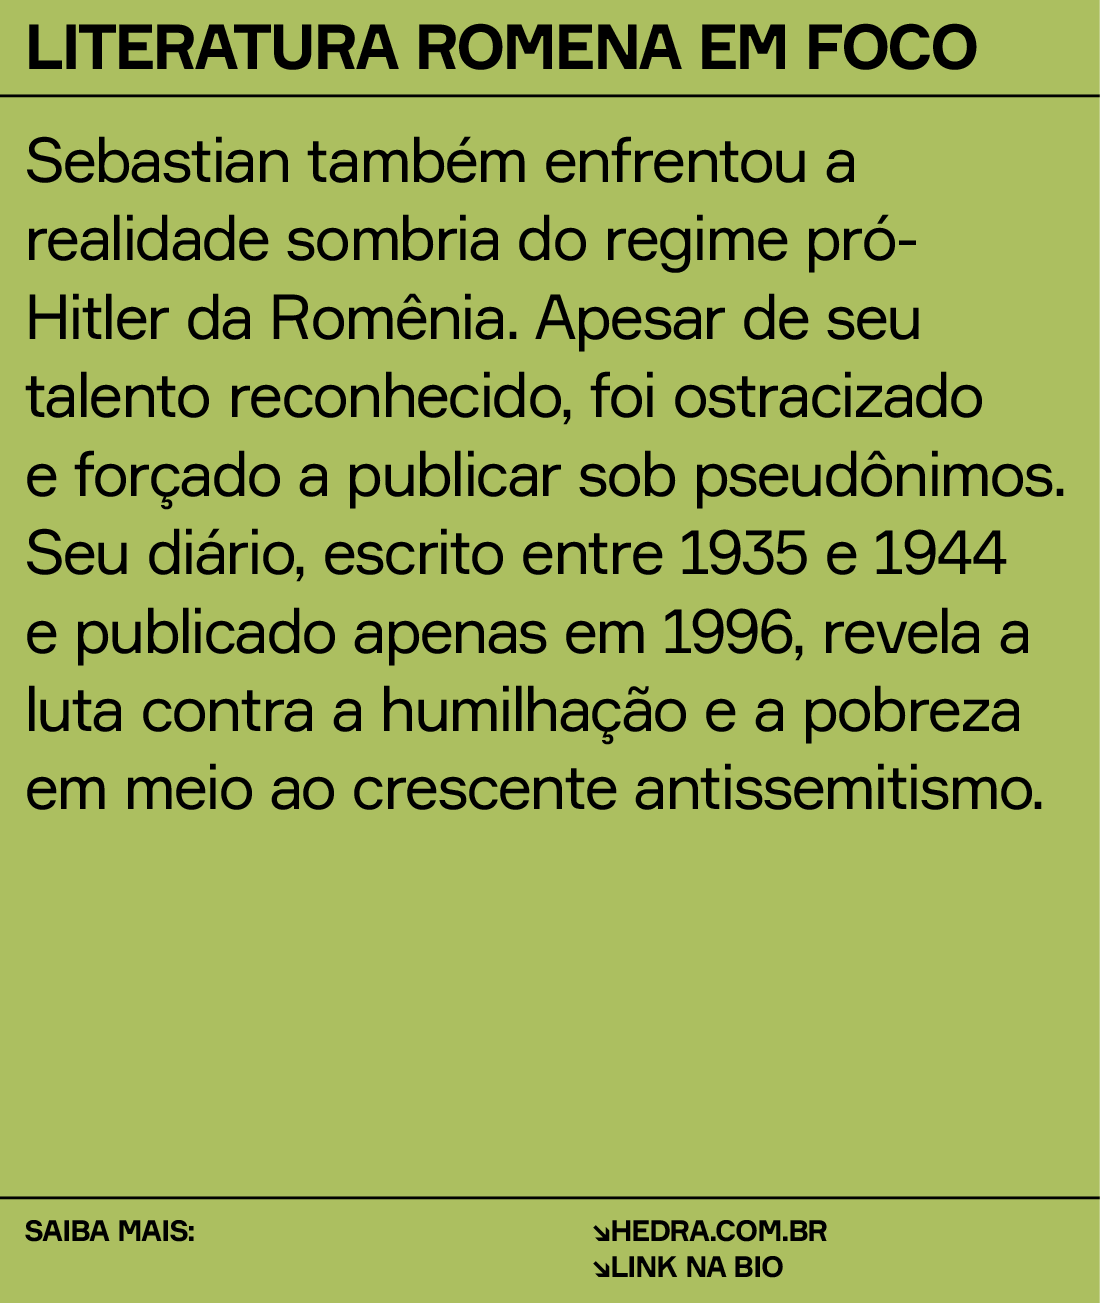 LITERATURA ROMENA EM FOCO
Sebastian também enfrentou a
realidade sombria do regime pró-
Hitler da Romênia. Apesar de seu
talento reconhecido, foi ostracizado
e forçado a publicar sob pseudônimos.
Seu diário, escrito entre 1935 e 1944
e publicado apenas em 1996, revela a
luta contra a humilhação e a pobreza
em meio ao crescente antissemitismo.
SAIBA MAIS:
↘HEDRA.COM.BR
↘LINK NA BIO